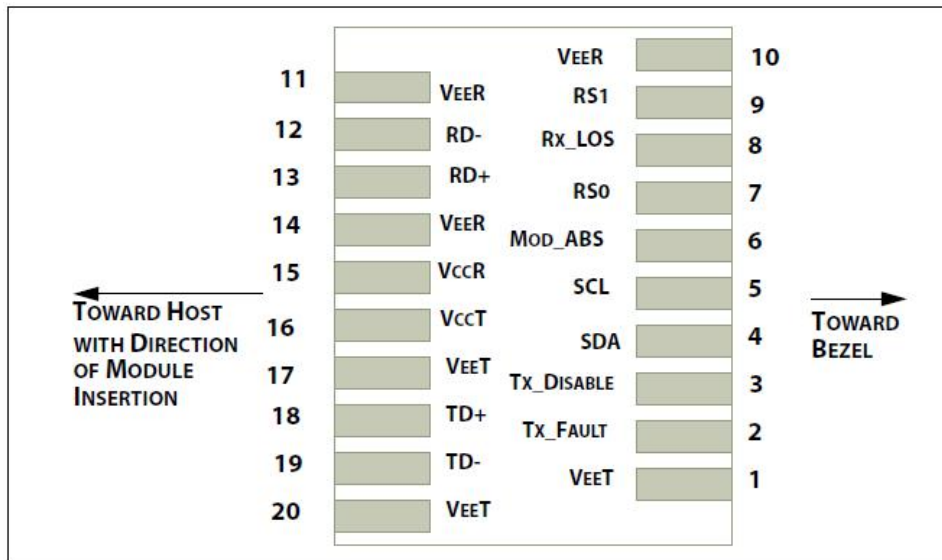 11 VEER
12 RD-
13 RD+
14 VEER
15 VCCR
16 VCCT
17 VEET
18 TD+
19 TD-
20 VEET
VEER 10
RS1 9
RX_LOS 8
RS0 7
MOD_ABS 6
SCL 5
SDA 4
TX_DISABLE 3
TX_FAULT 2
VEET 1
TOWARD HOST
WITH DIRECTION
OF MODULE
INSERTION
TOWARD
BEZEL